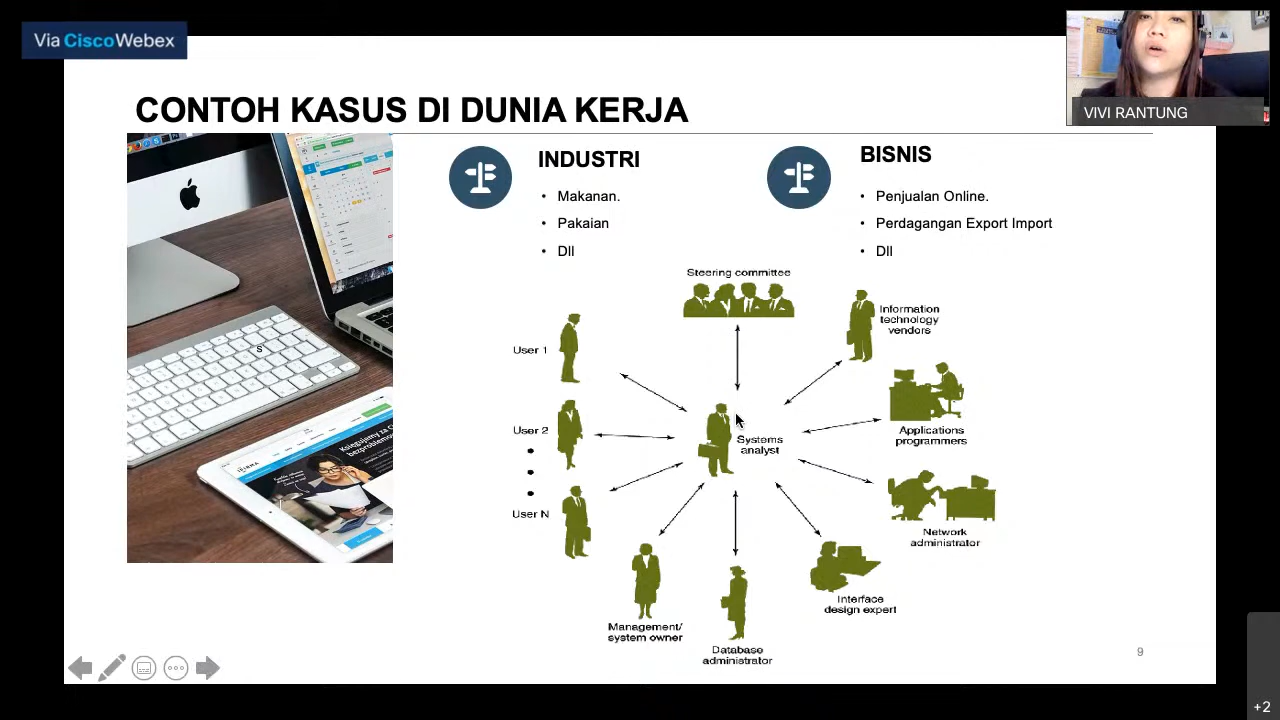 Via Cisco Webex
VIVI RANTUNG
CONTOH KASUS DI DUNIA KERJA
INDUSTRI
• Makanan.
• Pakaian
• Dll
BISNIS
• Penjualan Online.
• Perdagangan Export Import
• Dll
Steering committee
Information
technology
vendors
User 1
Applications
programmers
User 2
Systems
analyst
User N
Network
administrator
Interface
design expert
Management/
system owner
Database
administrator
9
+2